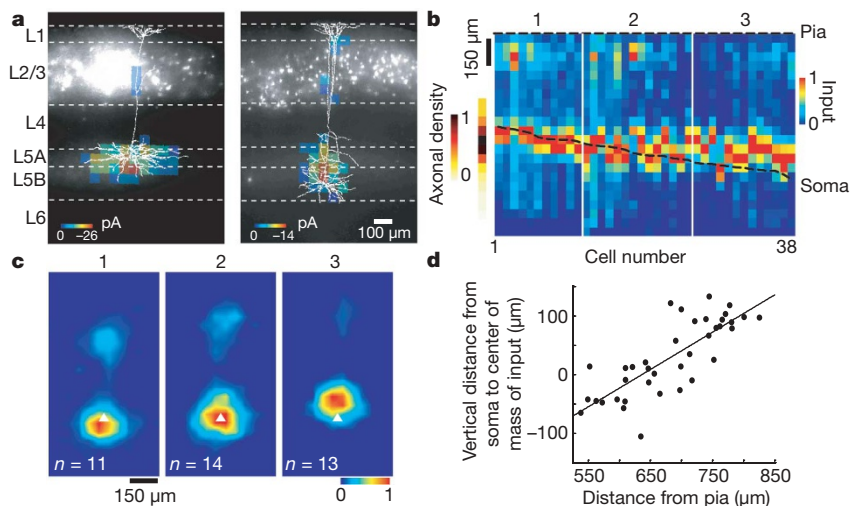 a
L1
L2/3
L4
L5A
L5B
L6
pA
0 −26
pA
0 −14
100 μm
b
1 2 3
150 μm
Axonal density
1
0
Pia
1
Input
0
Soma
1
Cell number
38
c
1 2 3
n = 11
n = 14
n = 13
150 μm
0 1
d
Vertical distance from
soma to center of
mass of input (μm)
100
0
−100
550 650 750 850
Distance from pia (μm)